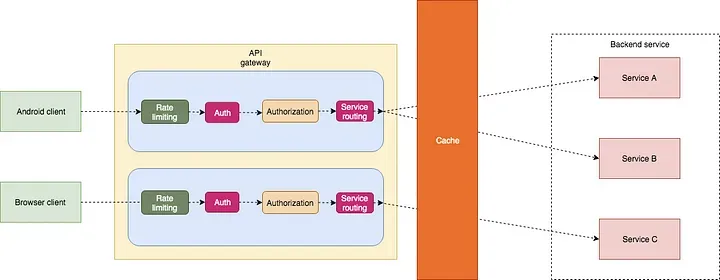 API
gateway
Backend service
Android client
Rate
limiting
Auth
Authorization
Service
routing
Cache
Service A
Service B
Browser client
Rate
limiting
Auth
Authorization
Service
routing
Service C